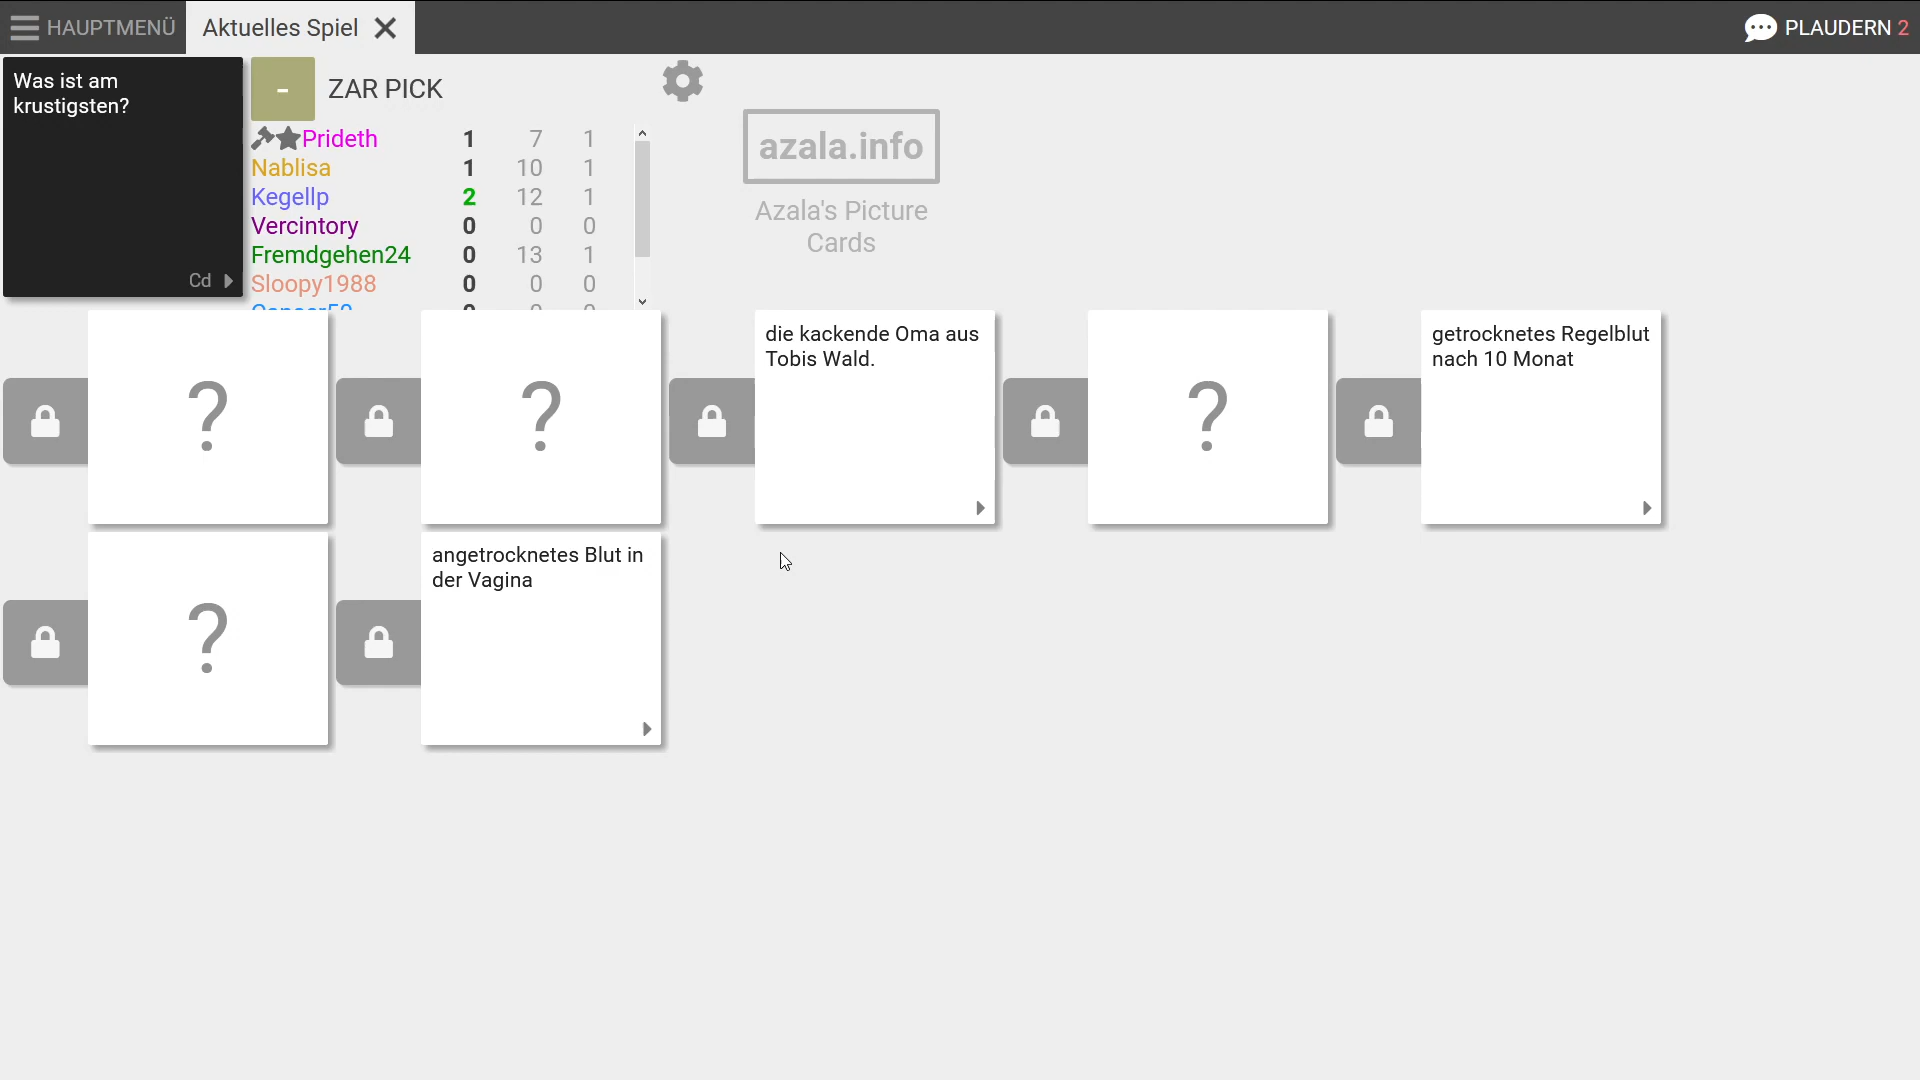 HAUPTMENÜ
Aktuelles Spiel
PLAUDERN 2
Was ist am
krustigsten?
Cd
-
ZAR PICK
Prideth 1 7 1
Nablisa 1 10 1
Kegellp 2 12 1
Vercintory 0 0 0
Fremdgehen24 0 13 1
Sloopy1988 0 0 0
azala.info
Azala's Picture
Cards
?
?
die kackende Oma aus
Tobis Wald.
?
getrocknetes Regelblut
nach 10 Monat
?
angetrocknetes Blut in
der Vagina